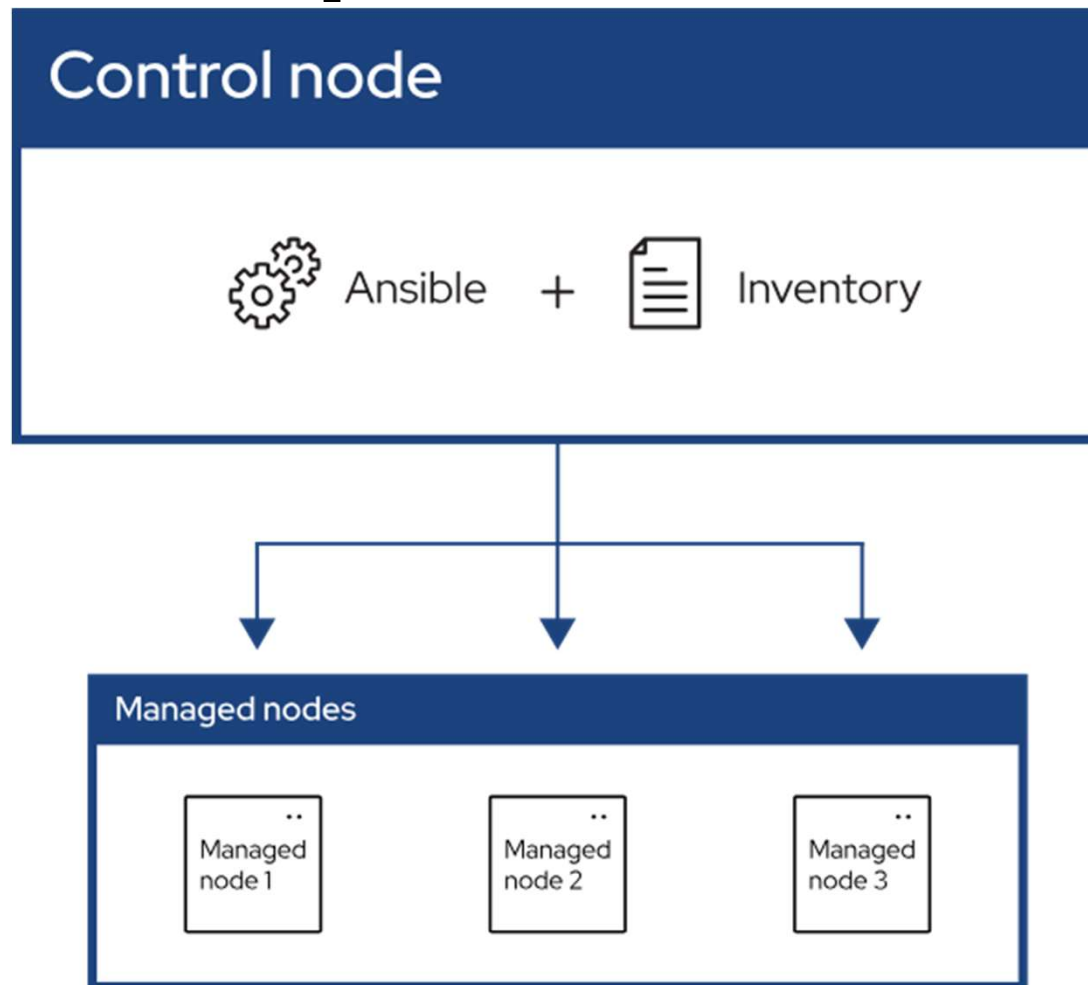 Control node
Ansible + Inventory
Managed nodes
Managed
node 1
Managed
node 2
Managed
node 3